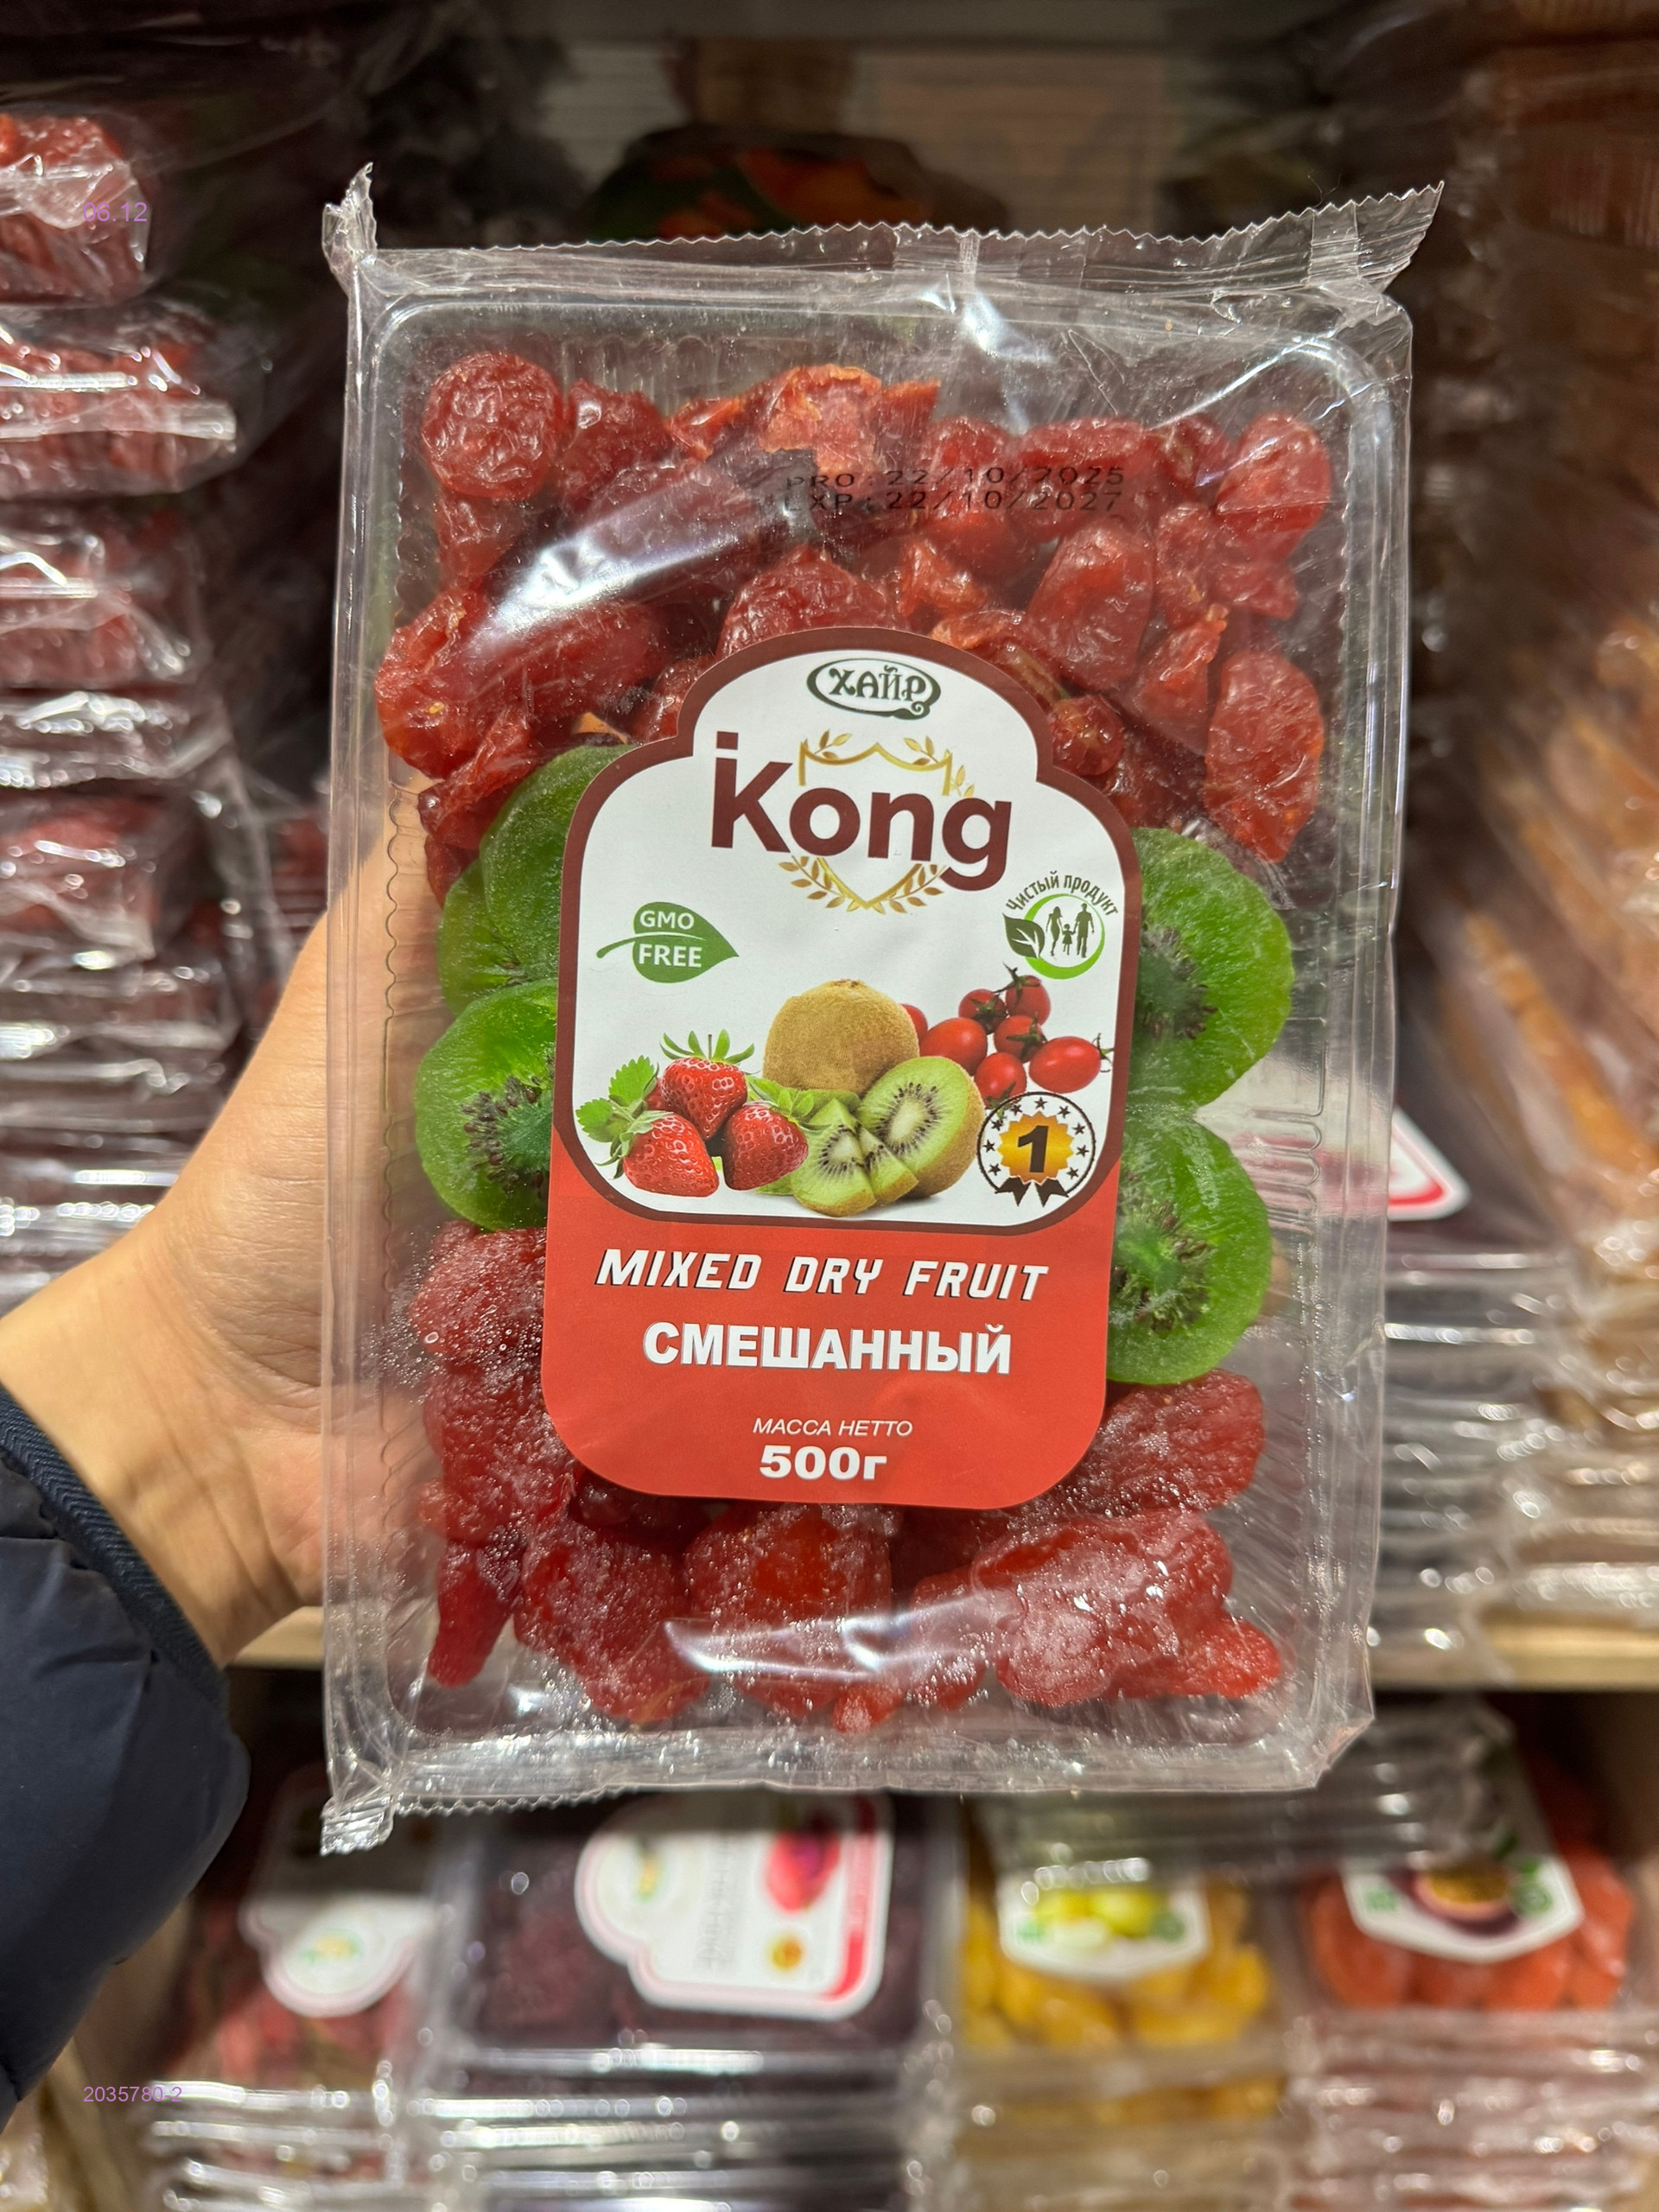 06.12
PRO:22/10/2025
EXP:22/10/2027
ХАЙР
ikong
GMO
FREE
Чистый продукт
1
MIXED DRY FRUIT
СМЕШАННЫЙ
МАССА НЕТТО
500г
2035780-2